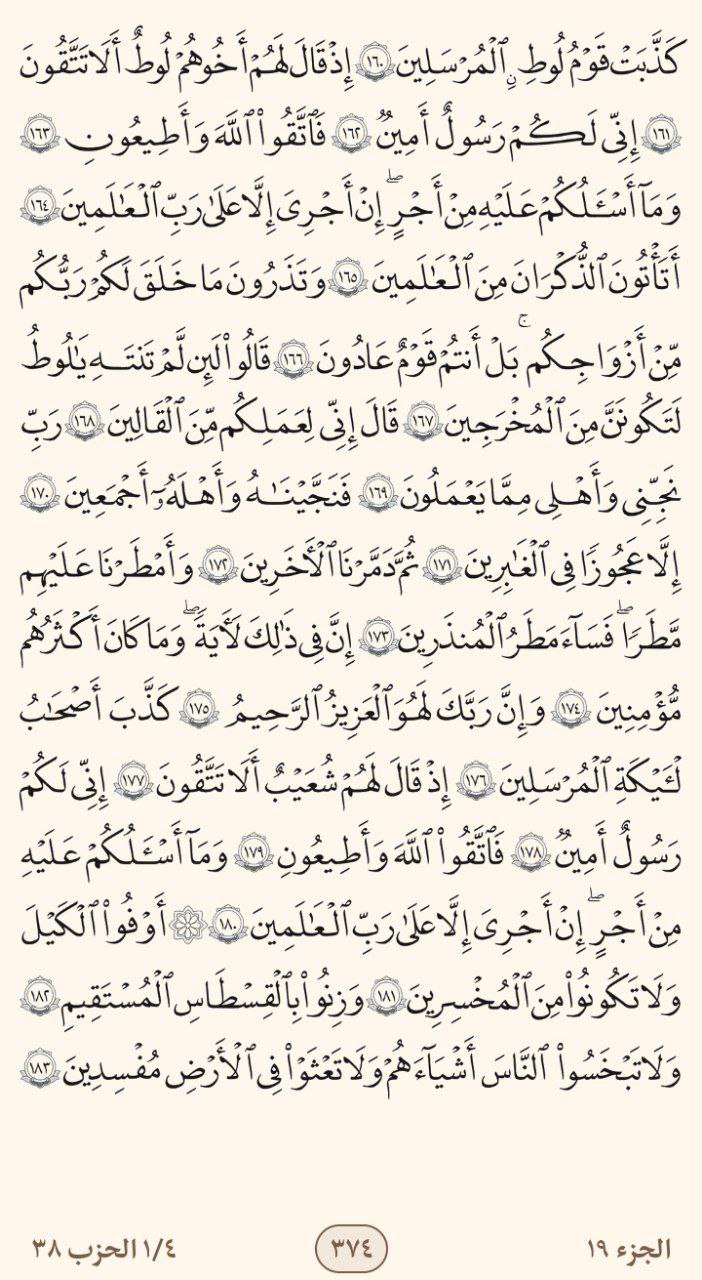 كَذَّبَتۡ قَوۡمُ لُوطٍ ٱلۡمُرۡسَلِينَ ١٦٠ إِذۡ قَالَ لَهُمۡ أَخُوهُمۡ لُوطٌ أَلَا تَتَّقُونَ
١٦١ إِنِّي لَكُمۡ رَسُولٌ أَمِينٞ ١٦٢ فَٱتَّقُواْ ٱللَّهَ وَأَطِيعُونِ ١٦٣
وَمَآ أَسۡـَٔلُكُمۡ عَلَيۡهِ مِنۡ أَجۡرٍۖ إِنۡ أَجۡرِيَ إِلَّا عَلَىٰ رَبِّ ٱلۡعَٰلَمِينَ ١٦٤
أَتَأۡتُونَ ٱلذُّكۡرَانَ مِنَ ٱلۡعَٰلَمِينَ ١٦٥ وَتَذَرُونَ مَا خَلَقَ لَكُمۡ رَبُّكُم
مِّنۡ أَزۡوَٰجِكُمۚ بَلۡ أَنتُمۡ قَوۡمٌ عَادُونَ ١٦٦ قَالُواْ لَئِن لَّمۡ تَنتَهِ يَٰلُوطُ
لَتَكُونَنَّ مِنَ ٱلۡمُخۡرَجِينَ ١٦٧ قَالَ إِنِّي لِعَمَلِكُم مِّنَ ٱلۡقَالِينَ ١٦٨ رَبِّ
نَجِّنِي وَأَهۡلِي مِمَّا يَعۡمَلُونَ ١٦٩ فَنَجَّيۡنَٰهُ وَأَهۡلَهُۥٓ أَجۡمَعِينَ ١٧٠
إِلَّا عَجُوزٗا فِي ٱلۡغَٰبِرِينَ ١٧١ ثُمَّ دَمَّرۡنَا ٱلۡأٓخَرِينَ ١٧٢ وَأَمۡطَرۡنَا عَلَيۡهِم
مَّطَرٗاۖ فَسَآءَ مَطَرُ ٱلۡمُنذَرِينَ ١٧٣ إِنَّ فِي ذَٰلِكَ لَأٓيَةٗۖ وَمَا كَانَ أَكۡثَرُهُم
مُّؤۡمِنِينَ ١٧٤ وَإِنَّ رَبَّكَ لَهُوَ ٱلۡعَزِيزُ ٱلرَّحِيمُ ١٧٥ كَذَّبَ أَصۡحَٰبُ
لۡـَٔيۡكَةِ ٱلۡمُرۡسَلِينَ ١٧٦ إِذۡ قَالَ لَهُمۡ شُعَيۡبٌ أَلَا تَتَّقُونَ ١٧٧ إِنِّي لَكُمۡ
رَسُولٌ أَمِينٞ ١٧٨ فَٱتَّقُواْ ٱللَّهَ وَأَطِيعُونِ ١٧٩ وَمَآ أَسۡـَٔلُكُمۡ عَلَيۡهِ
مِنۡ أَجۡرٍۖ إِنۡ أَجۡرِيَ إِلَّا عَلَىٰ رَبِّ ٱلۡعَٰلَمِينَ ١٨٠ ۞ أَوۡفُواْ ٱلۡكَيۡلَ
وَلَا تَكُونُواْ مِنَ ٱلۡمُخۡسِرِينَ ١٨١ وَزِنُواْ بِٱلۡقِسۡطَاسِ ٱلۡمُسۡتَقِيمِ ١٨٢
وَلَا تَبۡخَسُواْ ٱلنَّاسَ أَشۡيَآءَهُمۡ وَلَا تَعۡثَوۡاْ فِي ٱلۡأَرۡضِ مُفۡسِدِينَ ١٨٣
الجزء ١٩ ٣٧٤ ١/٤ الحزب ٣٨